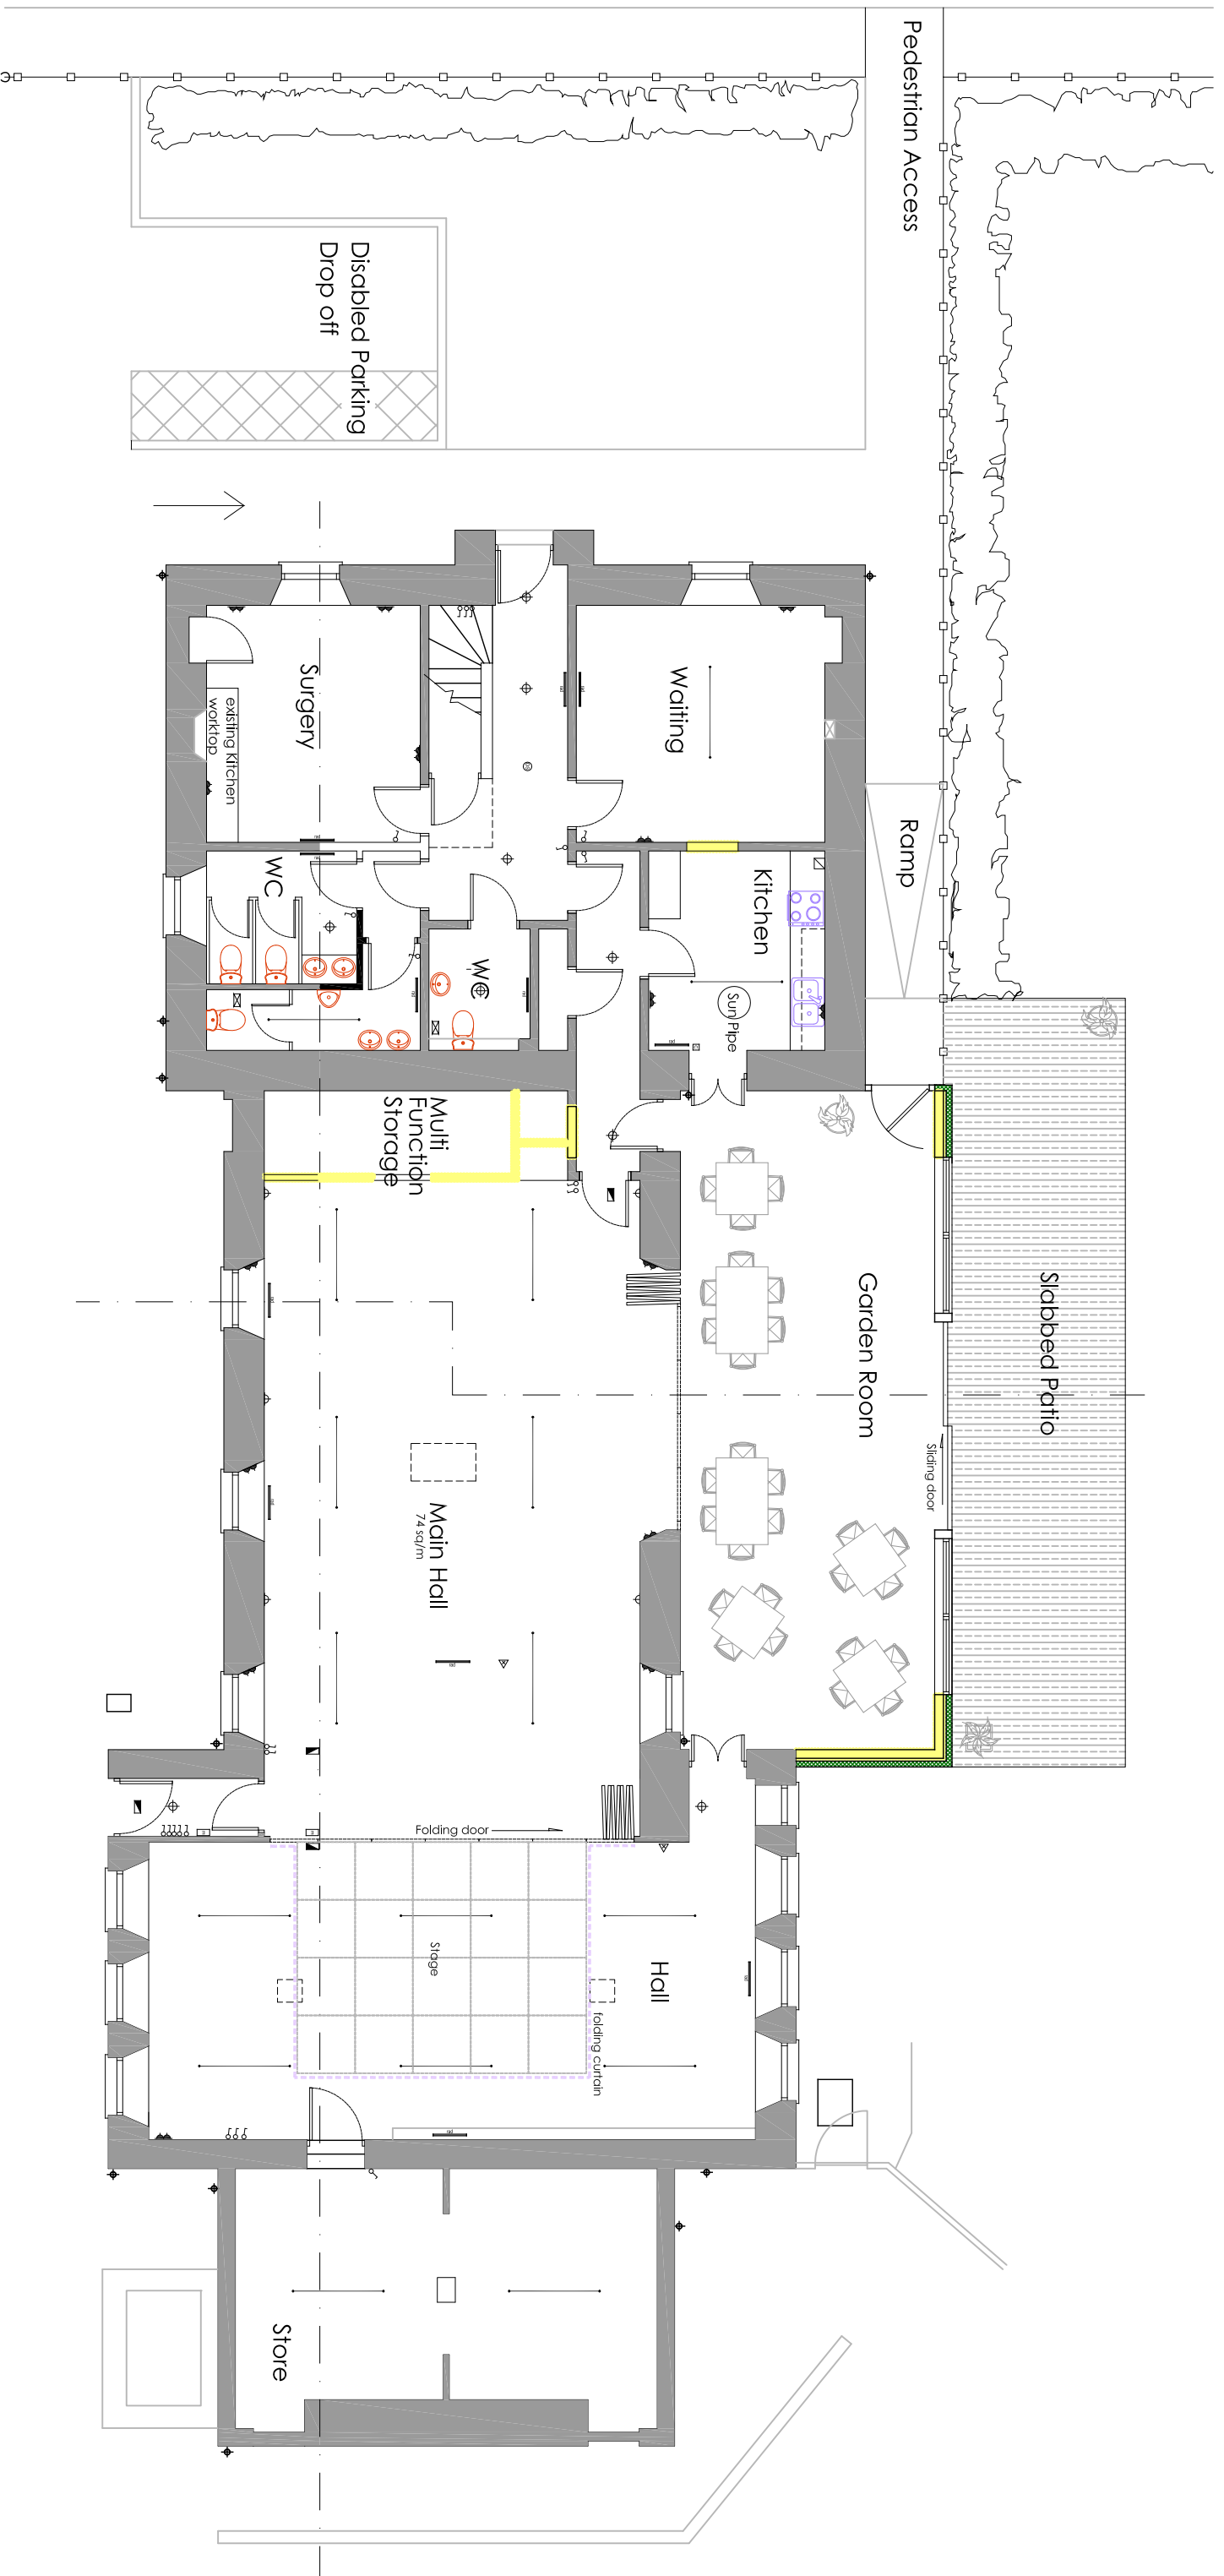 Pedestrian Access
Disabled Parking
Drop off
Surgery
existing Kitchen
worktop
Waiting
Ramp
WC
WC
Kitchen
Sun Pipe
Multi
Function
Storage
Garden Room
Slabbed Patio
Sliding door
Main Hall
74 sq/m
Folding door
Stage
Hall
folding curtain
Store